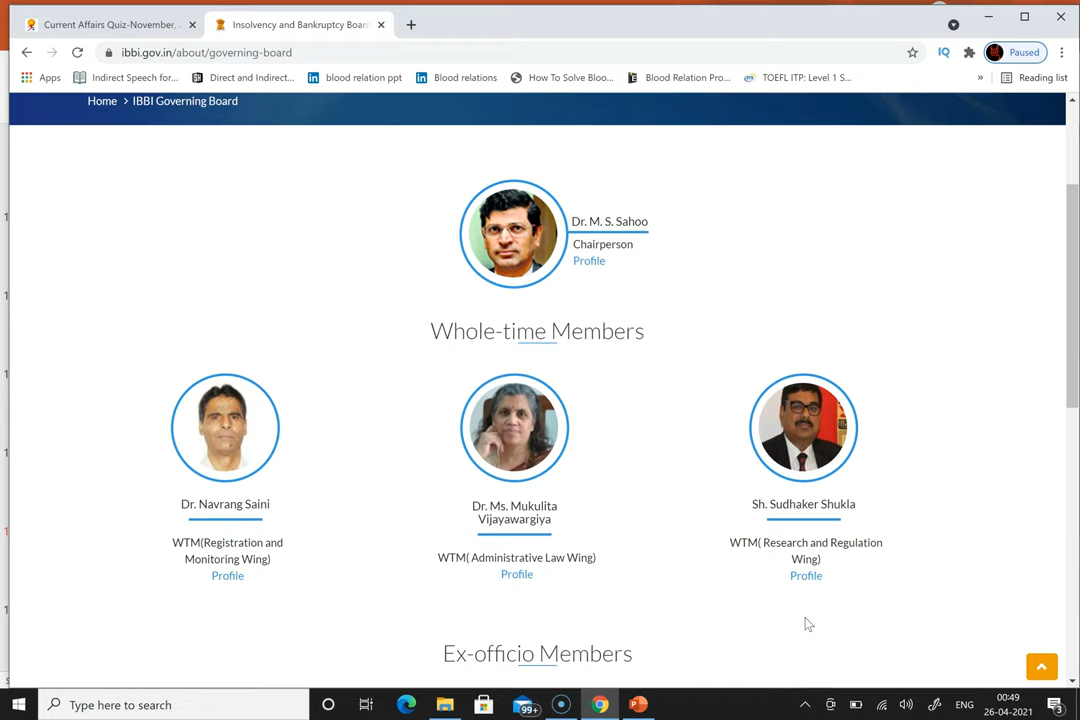 Current Affairs Quiz-November,
Insolvency and Bankruptcy Board
ibbi.gov.in/about/governing-board
IQ
Paused
Apps
Indirect Speech for...
Direct and Indirect...
blood relation ppt
Blood relations
How To Solve Bloo...
Blood Relation Pro...
TOEFL ITP: Level 1 S...
»
Reading list
Home > IBBI Governing Board
Dr. M. S. Sahoo
Chairperson
Profile
Whole-time Members
Dr. Navrang Saini
WTM(Registration and
Monitoring Wing)
Profile
Dr. Ms. Mukulita
Vijayawargiya
WTM( Administrative Law Wing)
Profile
Sh. Sudhaker Shukla
WTM( Research and Regulation
Wing)
Profile
Ex-officio Members
Type here to search
99+
ENG
00:49
26-04-2021
3